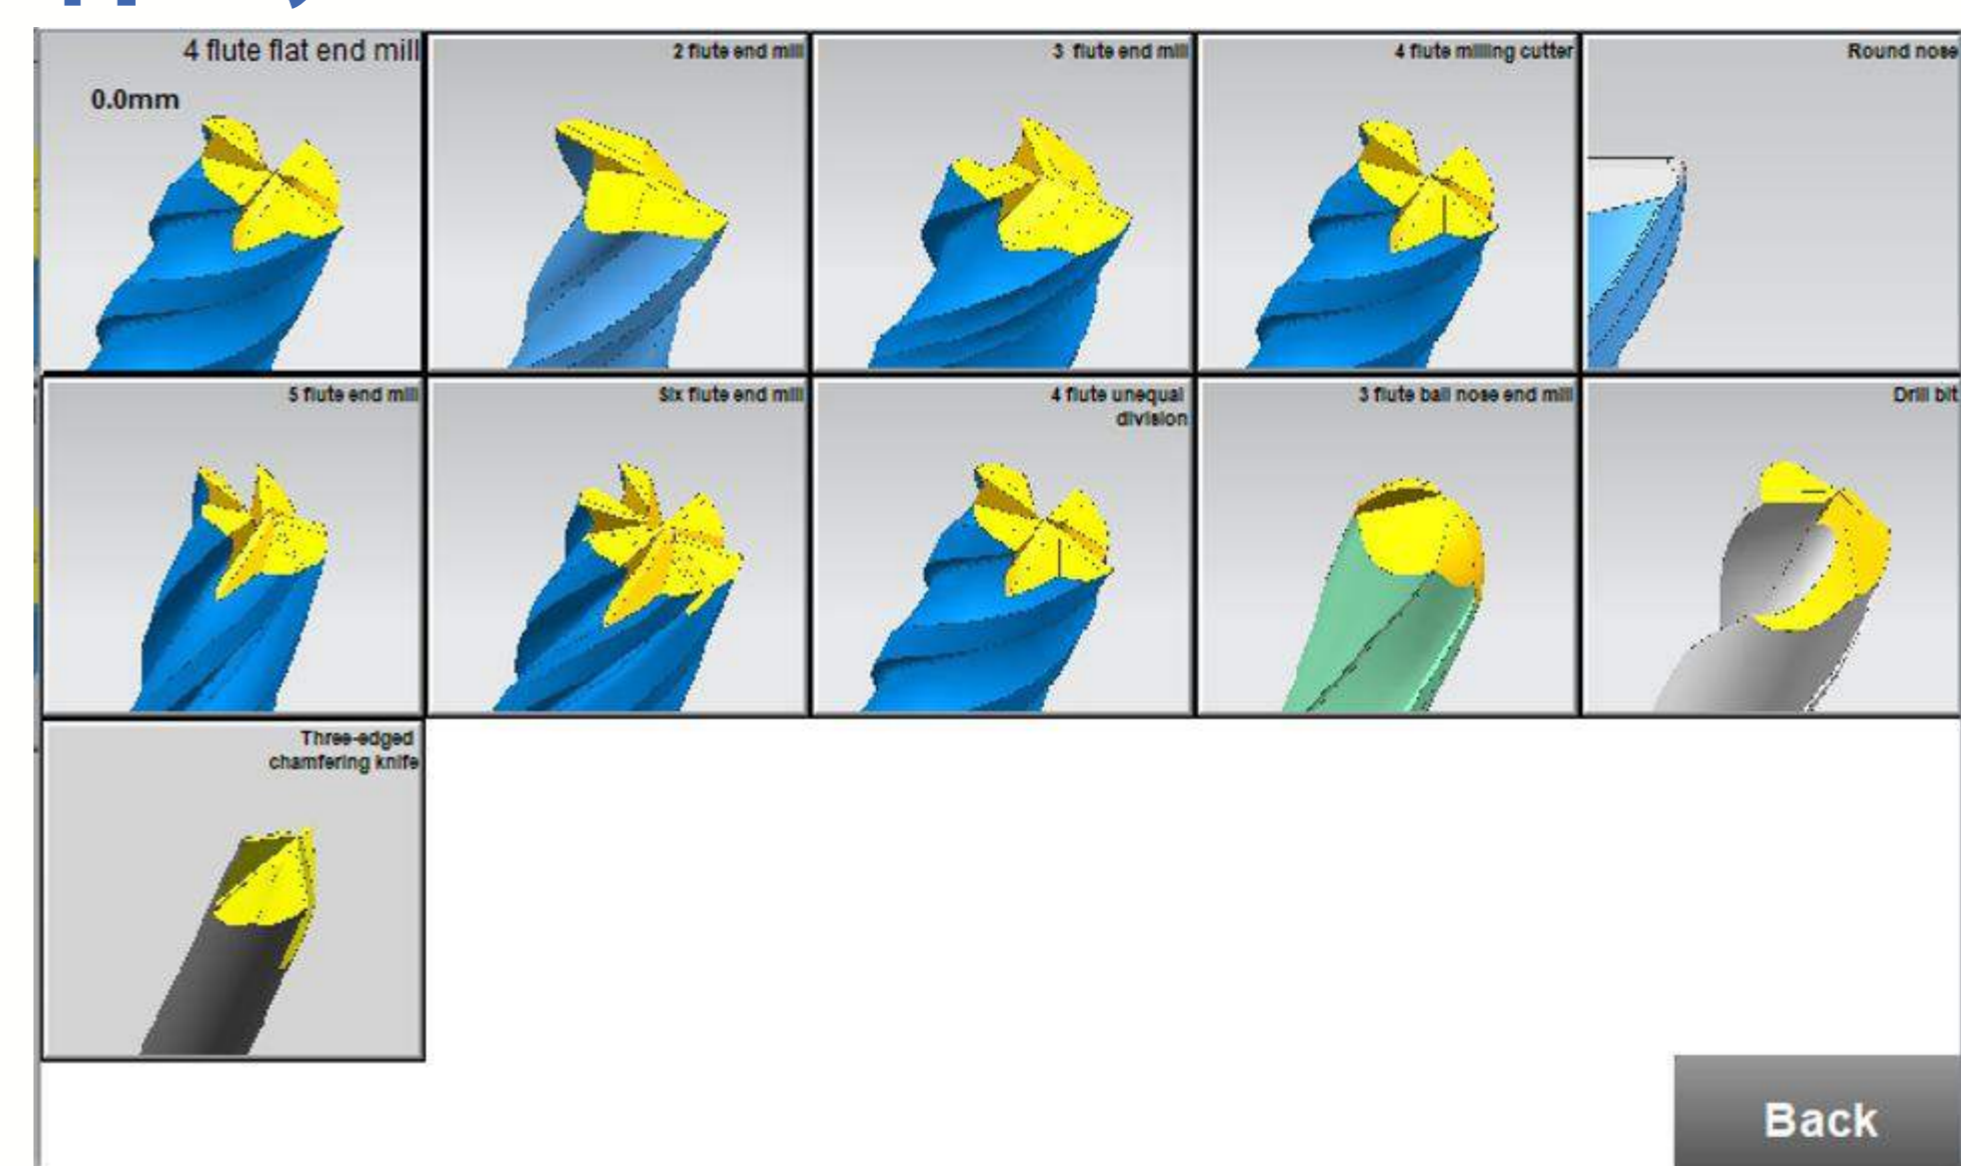 4 flute flat end mill
0.0mm
2 flute end mill
3 flute end mill
4 flute milling cutter
Round nose
5 flute end mill
Six flute end mill
4 flute unequal
division
3 flute ball nose end mill
Drill bit
Three-edged
chamfering knife
Back